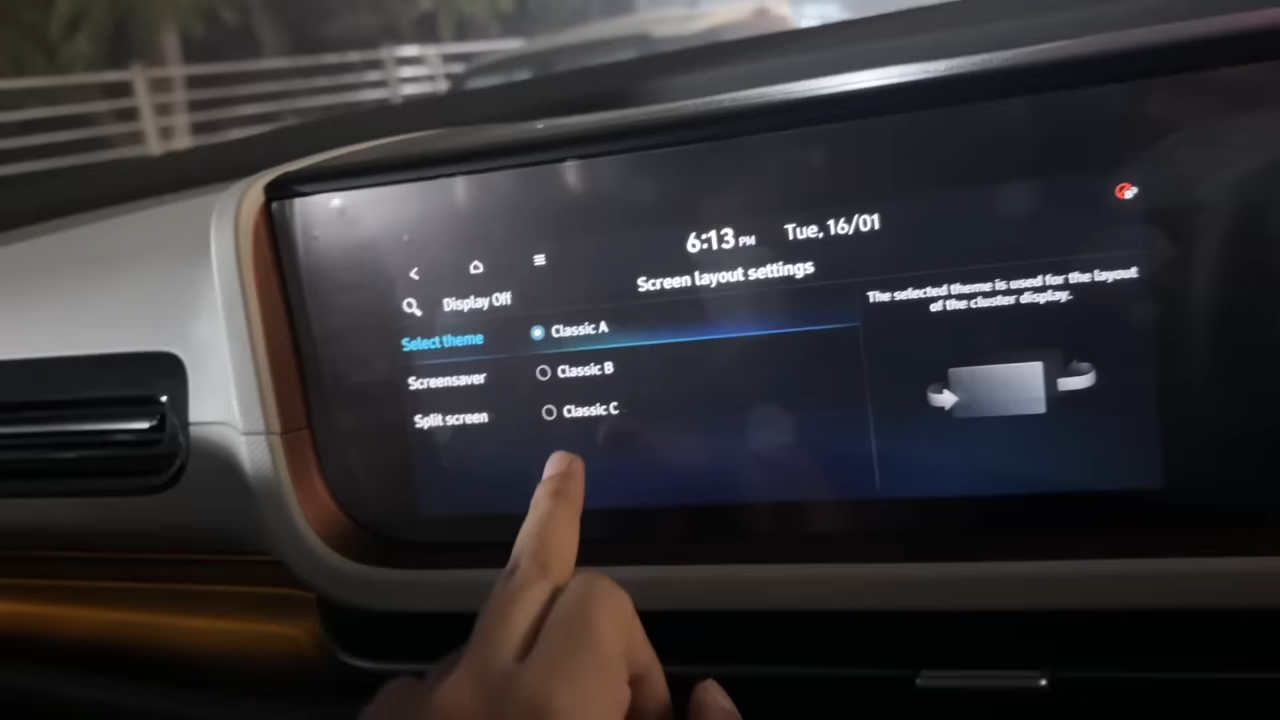 6:13 PM Tue, 16/01
Screen layout settings
Display Off
Select theme
Screensaver
Split screen
Classic A
Classic B
Classic C
The selected theme is used for the layout
of the cluster display.